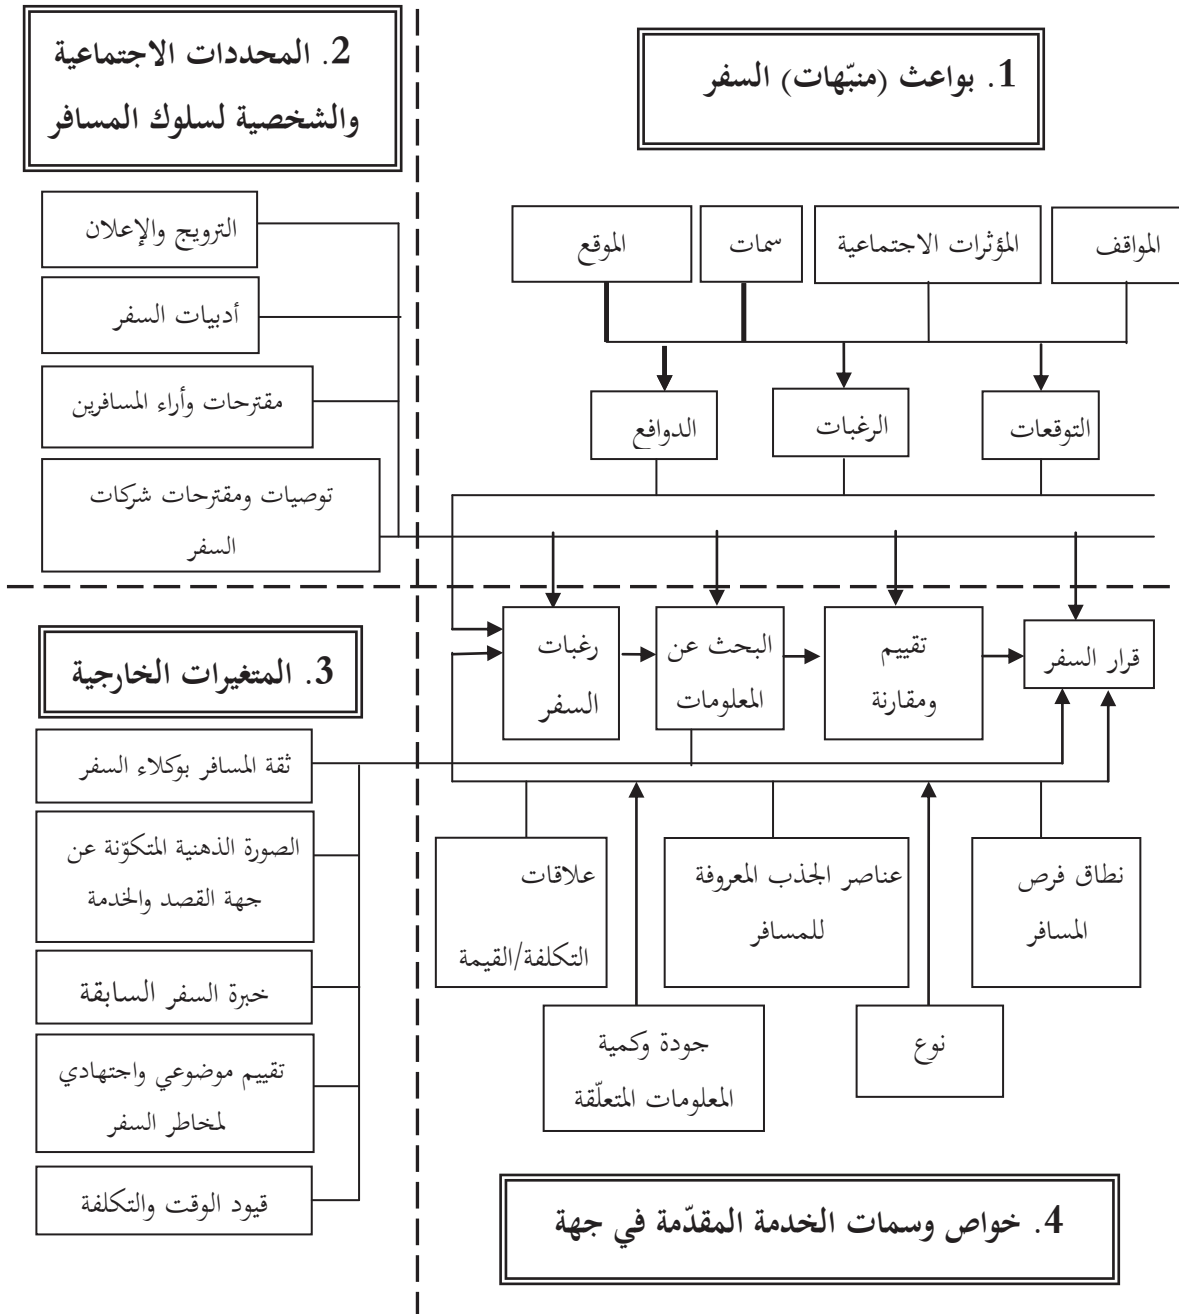 1. بواعث (منبّهات) السفر
2. المحددات الاجتماعية
والشخصية لسلوك المسافر
المواقف
المؤثرات الاجتماعية
سمات
الموقع
التوقعات
الرغبات
الدوافع
الترويج والإعلان
أدبيات السفر
مقترحات وأراء المسافرين
توصيات ومقترحات شركات
السفر
رغبات
السفر
البحث عن
المعلومات
تقييم
ومقارنة
قرار السفر
3. المتغيرات الخارجية
ثقة المسافر بوكلاء السفر
الصورة الذهنية المتكوّنة عن
جهة القصد والخدمة
خبرة السفر السابقة
تقييم موضوعي واجتهادي
لمخاطر السفر
قيود الوقت والتكلفة
نطاق فرص
المسافر
عناصر الجذب المعروفة
للمسافر
علاقات
التكلفة/القيمة
نوع
جودة وكمية
المعلومات المتعلّقة
4. خواص وسمات الخدمة المقدّمة في جهة